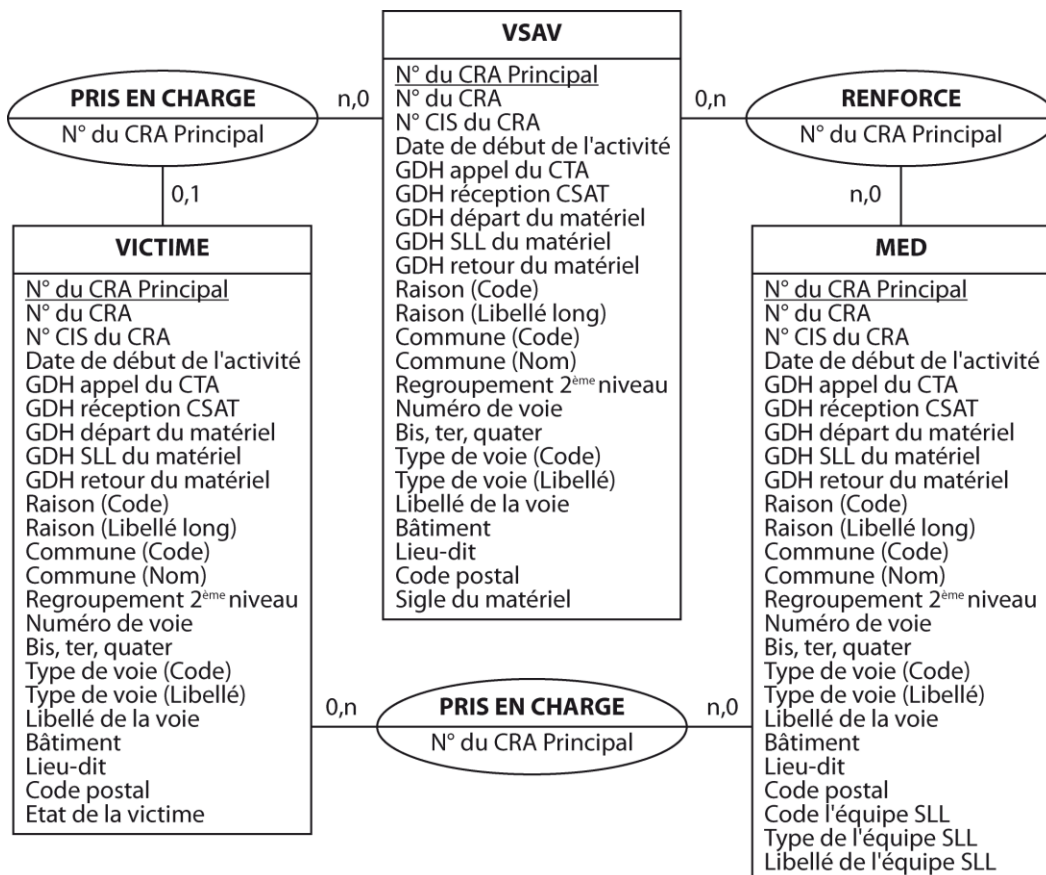 VSAV
N° du CRA Principal
N° du CRA
N° CIS du CRA
Date de début de l'activité
GDH appel du CTA
GDH réception CSAT
GDH départ du matériel
GDH SLL du matériel
GDH retour du matériel
Raison (Code)
Raison (Libellé long)
Commune (Code)
Commune (Nom)
Regroupement 2ème niveau
Numéro de voie
Bis, ter, quater
Type de voie (Code)
Type de voie (Libellé)
Libellé de la voie
Bâtiment
Lieu-dit
Code postal
Sigle du matériel
PRIS EN CHARGE
N° du CRA Principal
n,0
0,1
0,n
RENFORCE
N° du CRA Principal
n,0
VICTIME
N° du CRA Principal
N° du CRA
N° CIS du CRA
Date de début de l'activité
GDH appel du CTA
GDH réception CSAT
GDH départ du matériel
GDH SLL du matériel
GDH retour du matériel
Raison (Code)
Raison (Libellé long)
Commune (Code)
Commune (Nom)
Regroupement 2ème niveau
Numéro de voie
Bis, ter, quater
Type de voie (Code)
Type de voie (Libellé)
Libellé de la voie
Bâtiment
Lieu-dit
Code postal
Etat de la victime
0,n
PRIS EN CHARGE
N° du CRA Principal
n,0
MED
N° du CRA Principal
N° du CRA
N° CIS du CRA
Date de début de l'activité
GDH appel du CTA
GDH réception CSAT
GDH départ du matériel
GDH SLL du matériel
GDH retour du matériel
Raison (Code)
Raison (Libellé long)
Commune (Code)
Commune (Nom)
Regroupement 2ème niveau
Numéro de voie
Bis, ter, quater
Type de voie (Code)
Type de voie (Libellé)
Libellé de la voie
Bâtiment
Lieu-dit
Code postal
Code l'équipe SLL
Type de l'équipe SLL
Libellé de l'équipe SLL